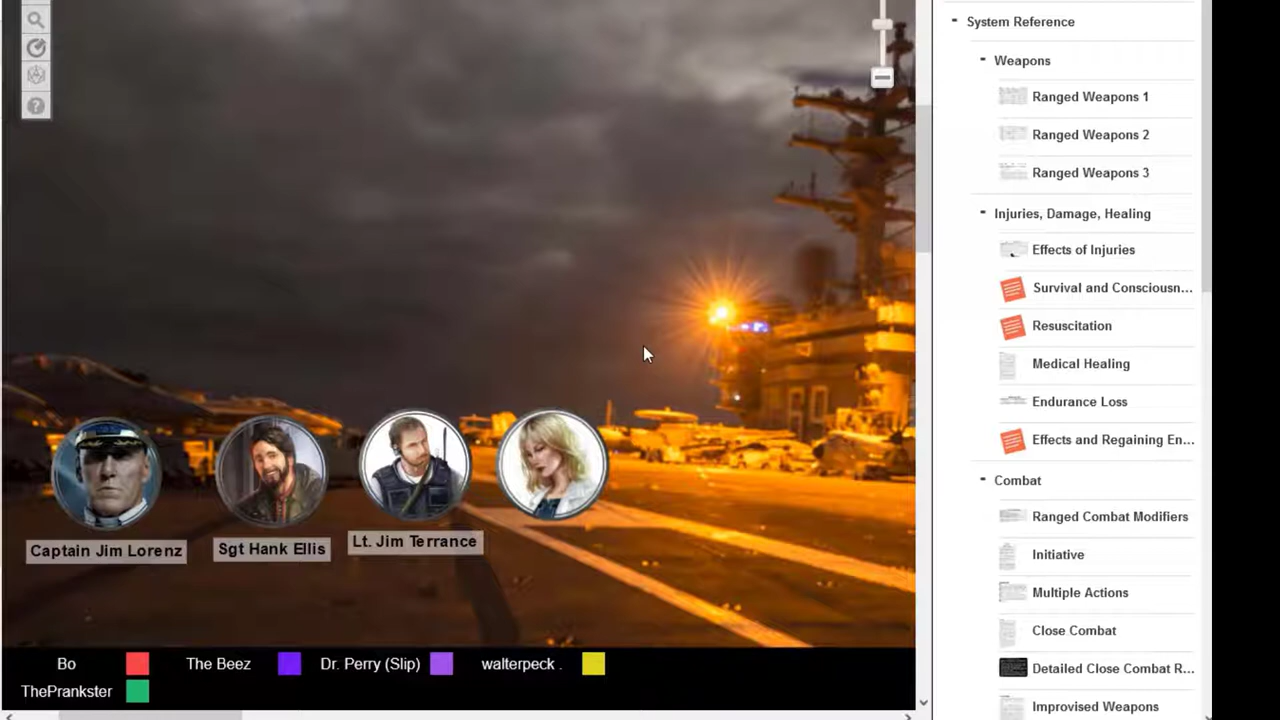 System Reference
Weapons
Ranged Weapons 1
Ranged Weapons 2
Ranged Weapons 3
Injuries, Damage, Healing
Effects of Injuries
Survival and Consciousn...
Resuscitation
Medical Healing
Endurance Loss
Effects and Regaining En...
Combat
Ranged Combat Modifiers
Initiative
Multiple Actions
Close Combat
Detailed Close Combat R...
Improvised Weapons
Captain Jim Lorenz
Sgt Hank Ellis
Lt. Jim Terrance
Bo
The Beez
Dr. Perry (Slip)
walterpeck .
ThePrankster